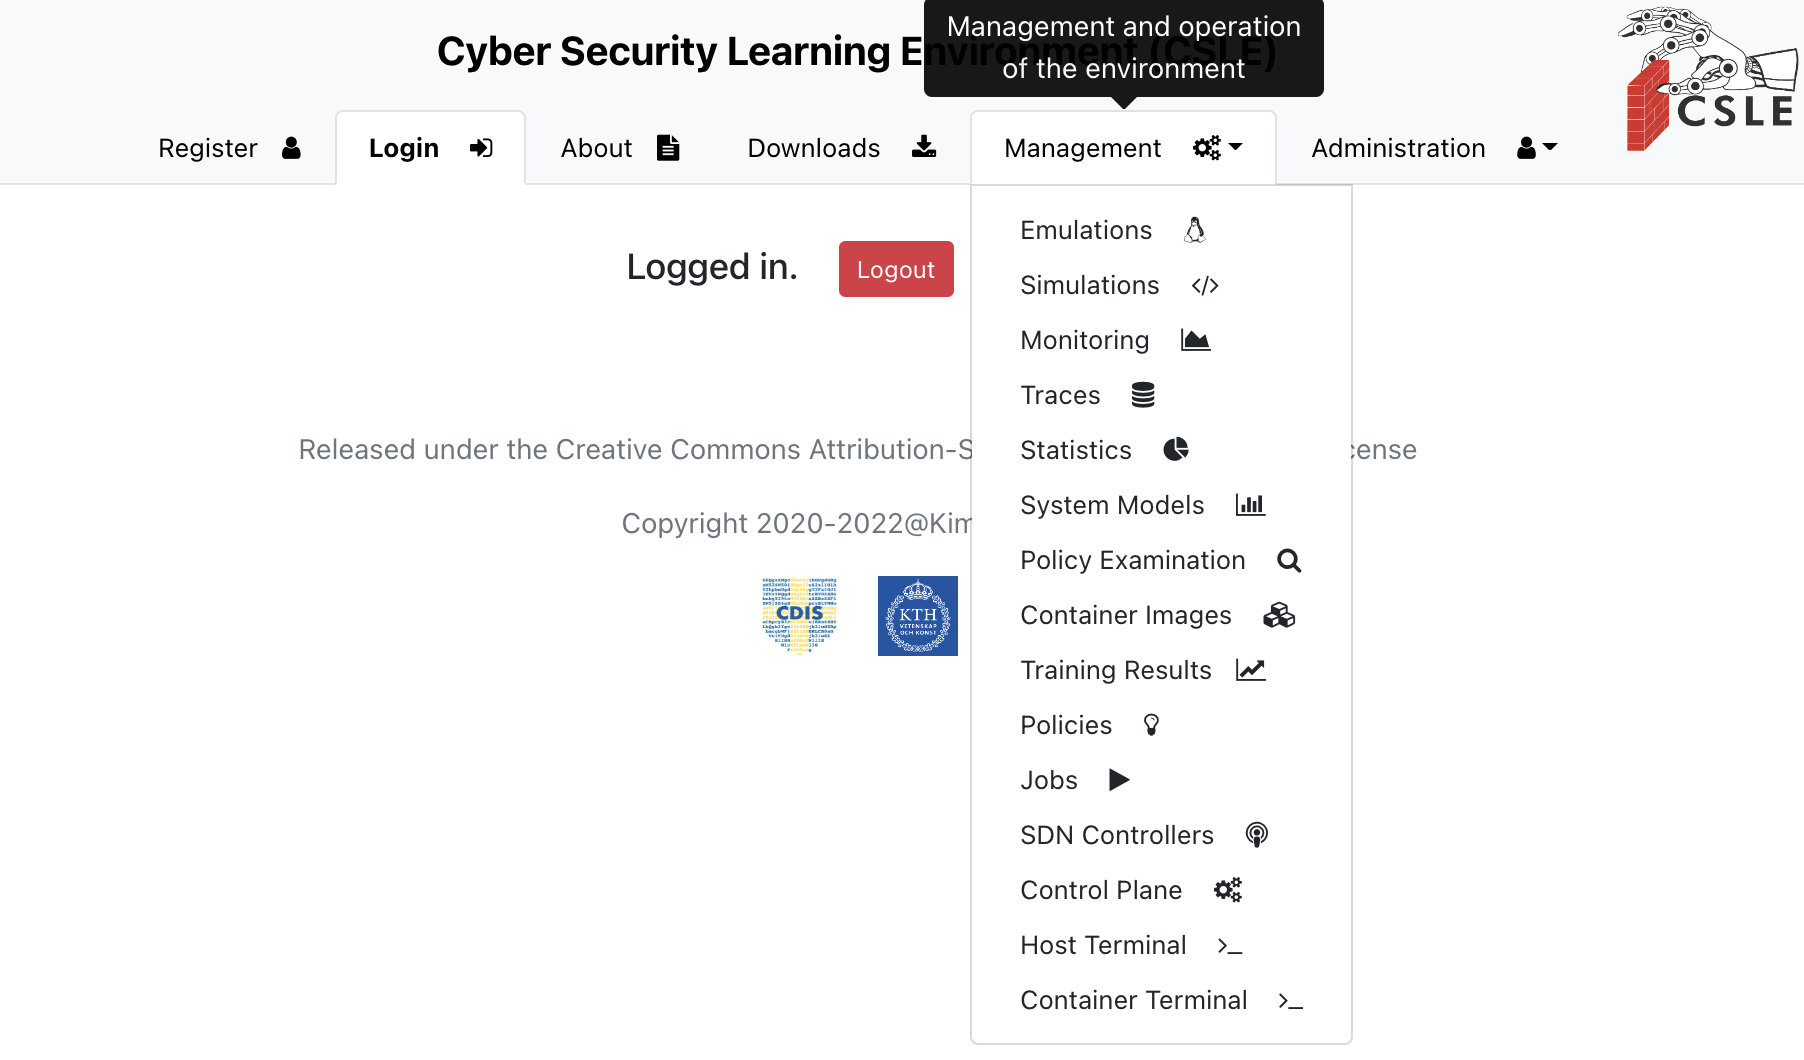 Management and operation
of the environment
Cyber Security Learning Environment (CSLE)
CSLE
Register
Login
About
Downloads
Management
Administration
Logged in.
Logout
Emulations
Simulations
Monitoring
Traces
Statistics
System Models
Policy Examination
Container Images
Training Results
Policies
Jobs
SDN Controllers
Control Plane
Host Terminal
Container Terminal
Released under the Creative Commons Attribution-S
cense
Copyright 2020-2022@Kim
CDIS
KTH
VETENSKAP
OCH KONST